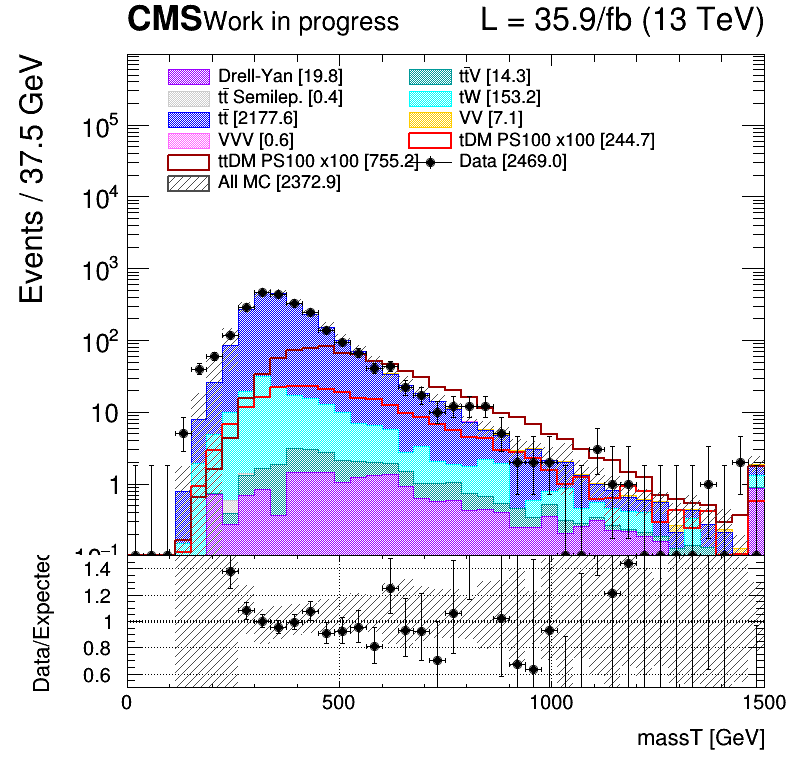 CMS Work in progress L = 35.9/fb (13 TeV)
Events / 37.5 GeV
Drell-Yan [19.8] tt̄V [14.3]
tt̄ Semilep. [0.4] tW [153.2]
tt̄ [2177.6] VV [7.1]
VVV [0.6] tDM PS100 x100 [244.7]
ttDM PS100 x100 [755.2] Data [2469.0]
All MC [2372.9]
10⁵
10⁴
10³
10²
10
1
10⁻¹
Data/Expected
1.4
1.2
1
0.8
0.6
0 500 1000 1500
massT [GeV]